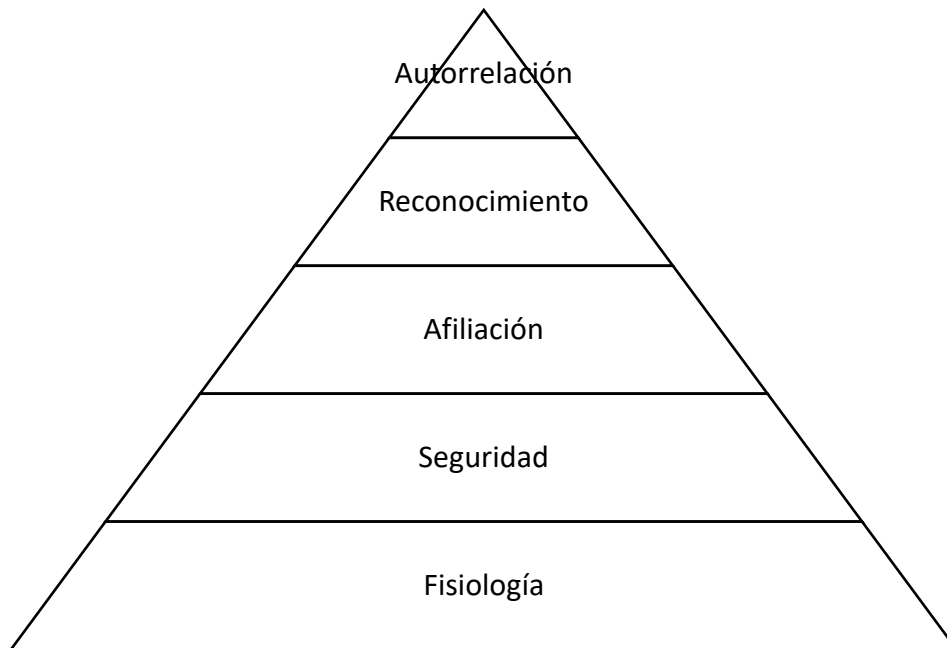 Autorrelación
Reconocimiento
Afiliación
Seguridad
Fisiología